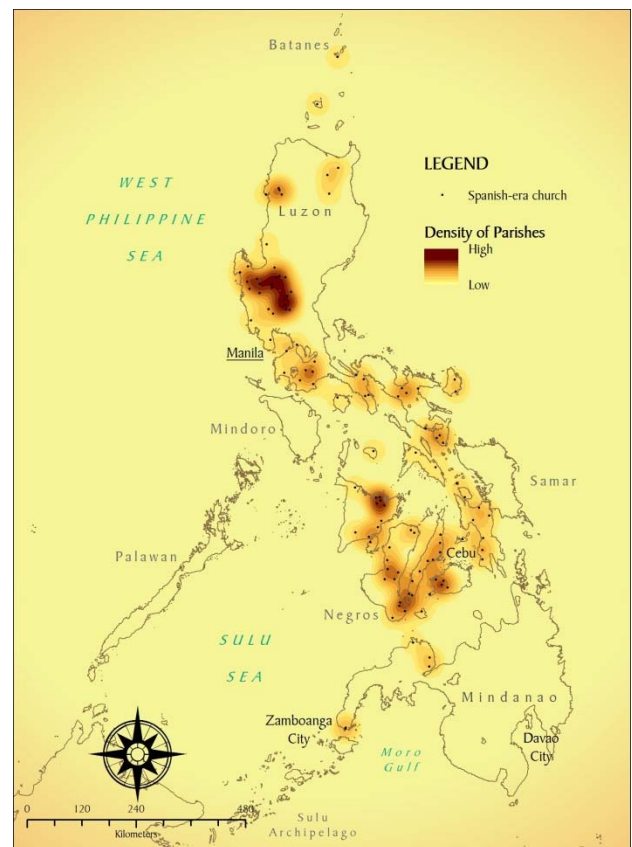 Batanes
WEST
PHILIPPINE
SEA
LEGEND
Spanish-era church
Luzon
Density of Parishes
High
Low
Manila
Mindoro
Samar
Palawan
Cebu
Negros
SULU
SEA
Mindanao
Zamboanga
City
Davao
City
Moro
Gulf
0 120 240 480
Kilometers
Sulu
Archipelago